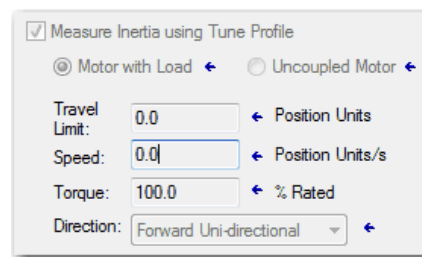 Measure Inertia using Tune Profile
Motor with Load Uncoupled Motor
Travel Limit: 0.0 Position Units
Speed: 0.0 Position Units/s
Torque: 100.0 % Rated
Direction: Forward Uni-directional